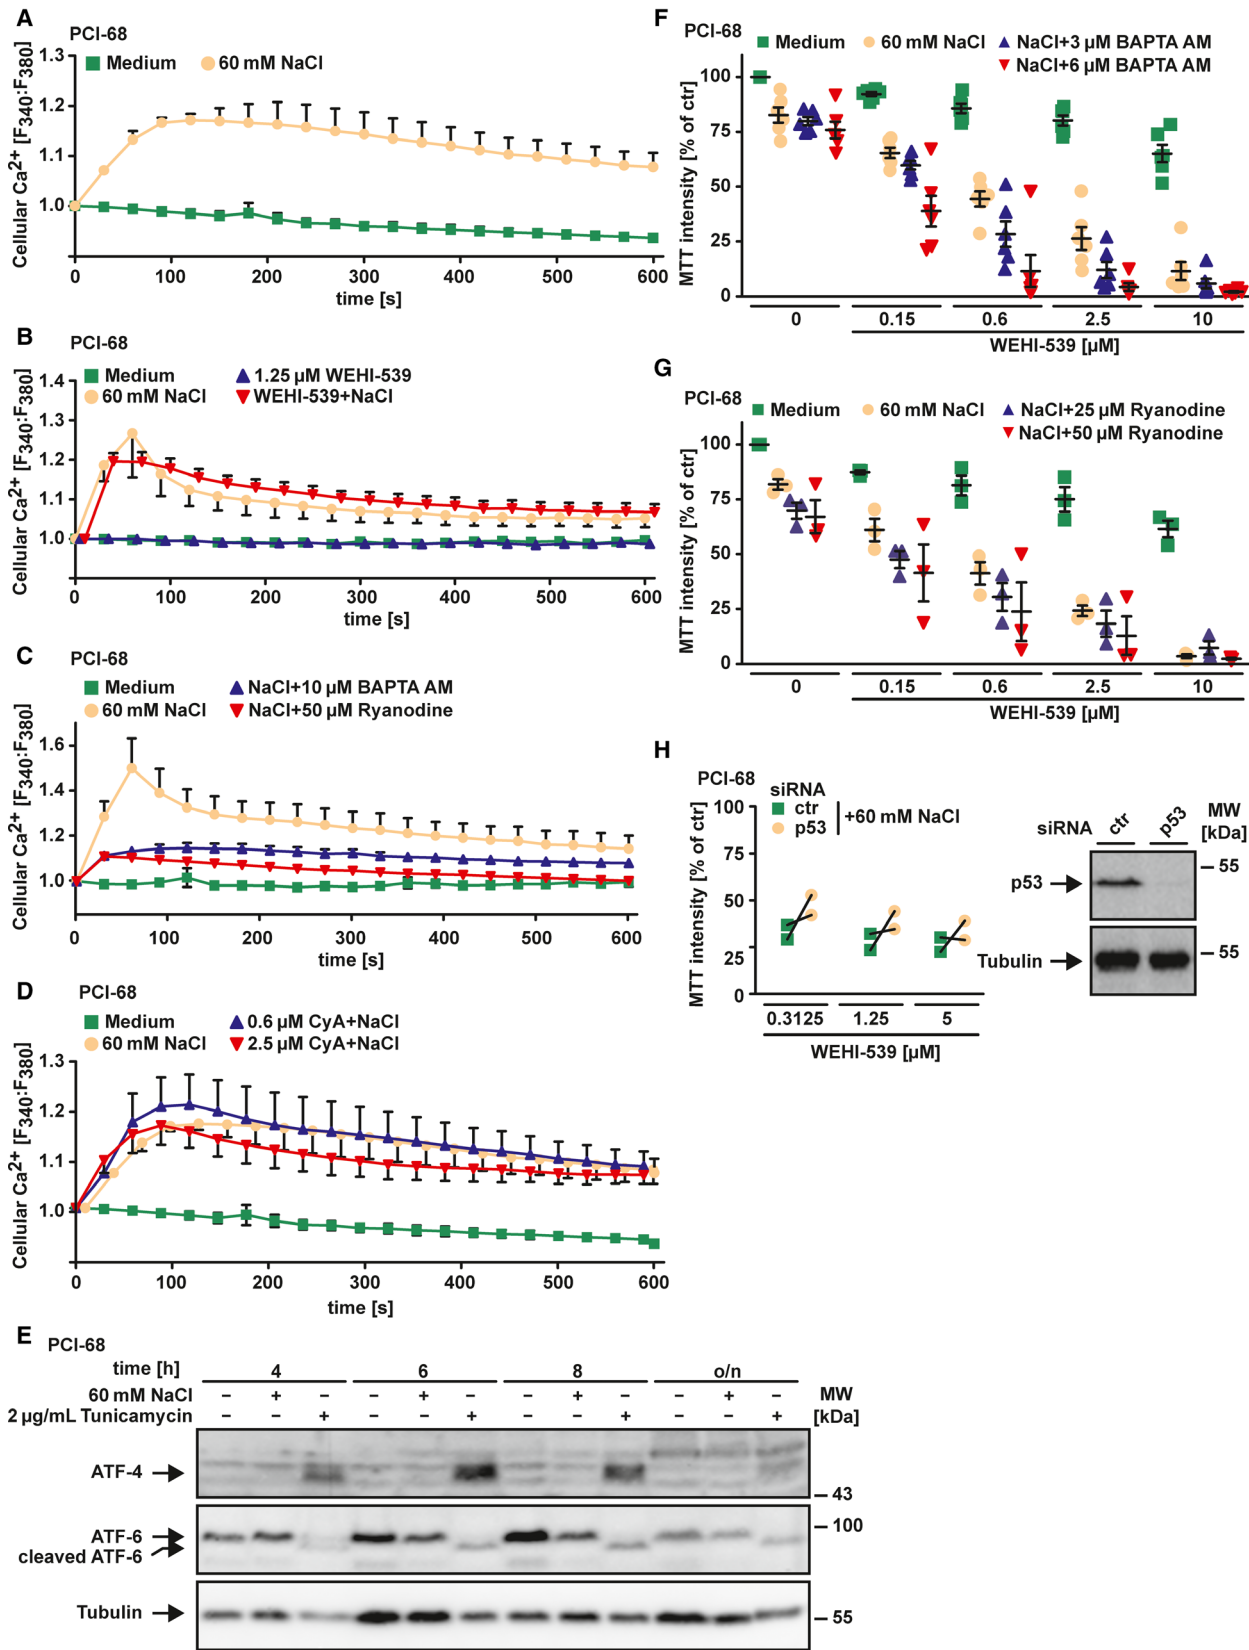 A
PCI-68
Medium 60 mM NaCl
Cellular Ca2+ [F340:F380]
1.3
1.2
1.1
1.0
0 100 200 300 400 500 600
time [s]
B
PCI-68
Medium 1.25 µM WEHI-539
60 mM NaCl WEHI-539+NaCl
Cellular Ca2+ [F340:F380]
1.4
1.3
1.2
1.1
1.0
0 100 200 300 400 500 600
time [s]
C
PCI-68
Medium NaCl+10 µM BAPTA AM
60 mM NaCl NaCl+50 µM Ryanodine
Cellular Ca2+ [F340:F380]
1.6
1.4
1.2
1.0
0 100 200 300 400 500 600
time [s]
D
PCI-68
Medium 0.6 µM CyA+NaCl
60 mM NaCl 2.5 µM CyA+NaCl
Cellular Ca2+ [F340:F380]
1.3
1.2
1.1
1.0
0 100 200 300 400 500 600
time [s]
E
PCI-68
time [h] 4 6 8 o/n
60 mM NaCl – + – – + – – + – – + – MW
2 µg/mL Tunicamycin – – + – – + – – + – – + [kDa]
ATF-4
43
ATF-6 100
cleaved ATF-6
Tubulin 55
F
PCI-68
Medium 60 mM NaCl NaCl+3 µM BAPTA AM
NaCl+6 µM BAPTA AM
MTT intensity [% of ctr]
100
75
50
25
0
0 0.15 0.6 2.5 10
WEHI-539 [µM]
G
PCI-68
Medium 60 mM NaCl NaCl+25 µM Ryanodine
NaCl+50 µM Ryanodine
MTT intensity [% of ctr]
100
75
50
25
0
0 0.15 0.6 2.5 10
WEHI-539 [µM]
H
PCI-68
siRNA
ctr
p53
+60 mM NaCl
MTT intensity [% of ctr]
100
75
50
25
0
0.3125 1.25 5
WEHI-539 [µM]
siRNA ctr p53 MW
[kDa]
55
p53
Tubulin 55